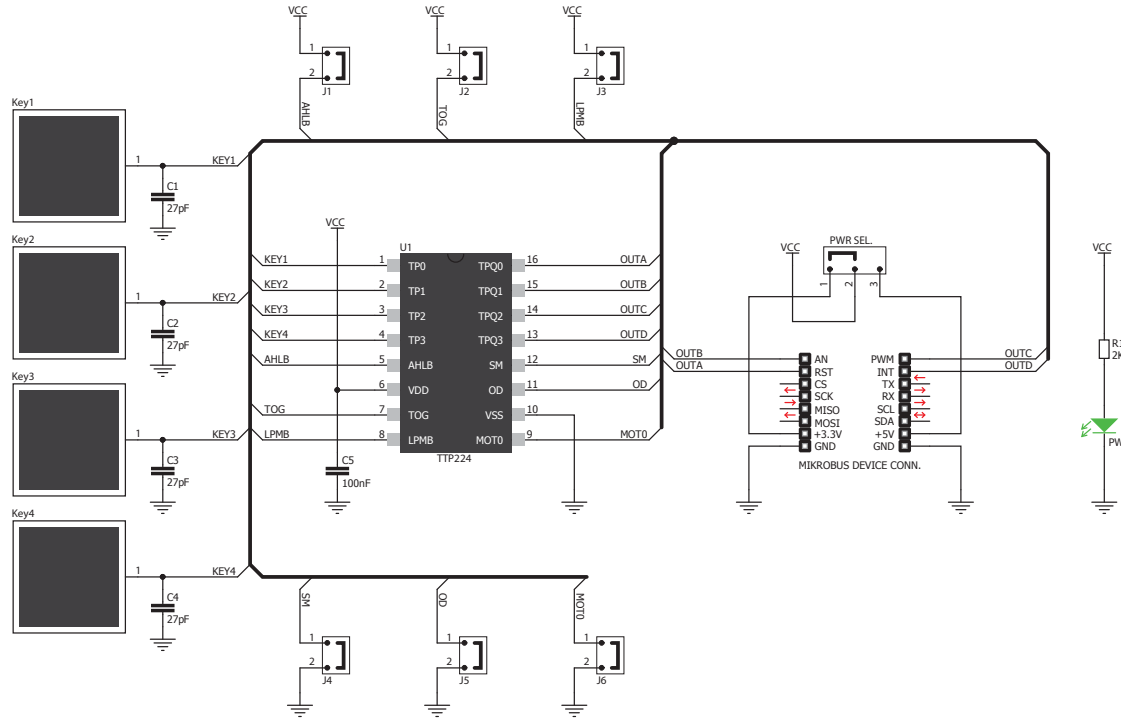 VCC VCC VCC
1 1 1
2 2 2
J1 J2 J3
AHLB TOG LPMB
Key1
1 KEY1
C1
27pF
Key2
1 KEY2
C2
27pF
Key3
1 KEY3
C3
27pF
Key4
1 KEY4
C4
27pF
VCC
C5
100nF
U1
KEY1 1 TP0 TPQ0 16 OUTA
KEY2 2 TP1 TPQ1 15 OUTB
KEY3 3 TP2 TPQ2 14 OUTC
KEY4 4 TP3 TPQ3 13 OUTD
AHLB 5 AHLB SM 12 SM
6 VDD OD 11 OD
TOG 7 TOG VSS 10
LPMB 8 LPMB MOT0 9 MOT0
TTP224
PWR SEL.
VCC
1 2 3
OUTB AN PWM OUTC
OUTA RST INT OUTD
CS TX
SCK RX
MISO SCL
MOSI SDA
+3.3V +5V
GND GND
MIKROBUS DEVICE CONN.
VCC
SM OD MOT0
1 1 1
2 2 2
J4 J5 J6